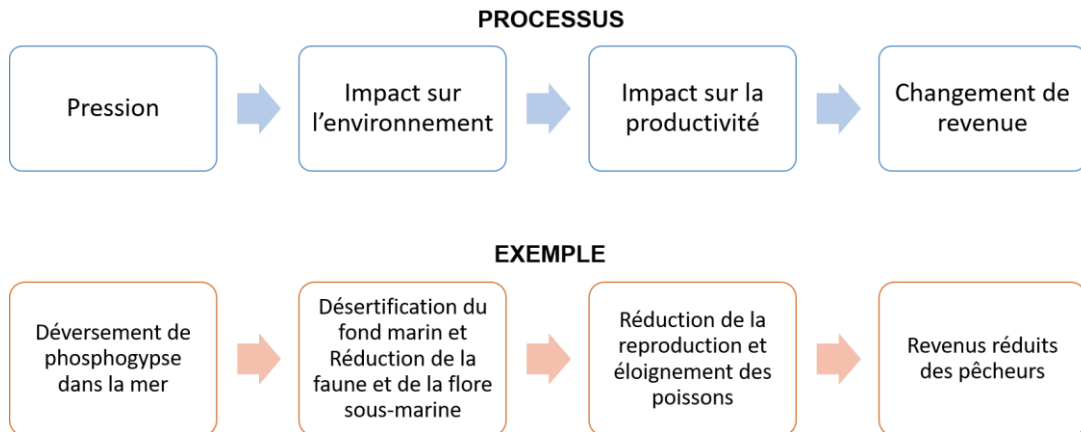 PROCESSUS
Pression
Impact sur
l'environnement
Impact sur la
productivité
Changement de
revenue
EXEMPLE
Déversement de
phosphogypse
dans la mer
Désertification du
fond marin et
Réduction de la
faune et de la flore
sous-marine
Réduction de la
reproduction et
éloignement des
poissons
Revenus réduits
des pêcheurs